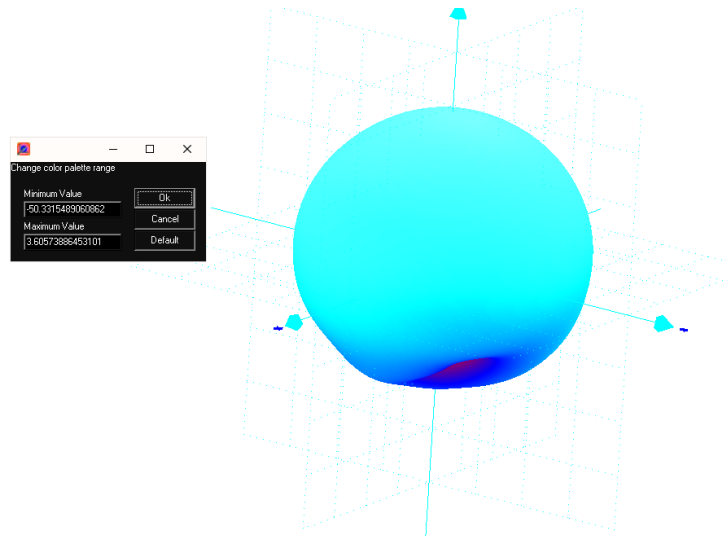 Change color palette range
Minimum Value
-50.3315489060862
Ok
Cancel
Maximum Value
3.60573886453101
Default